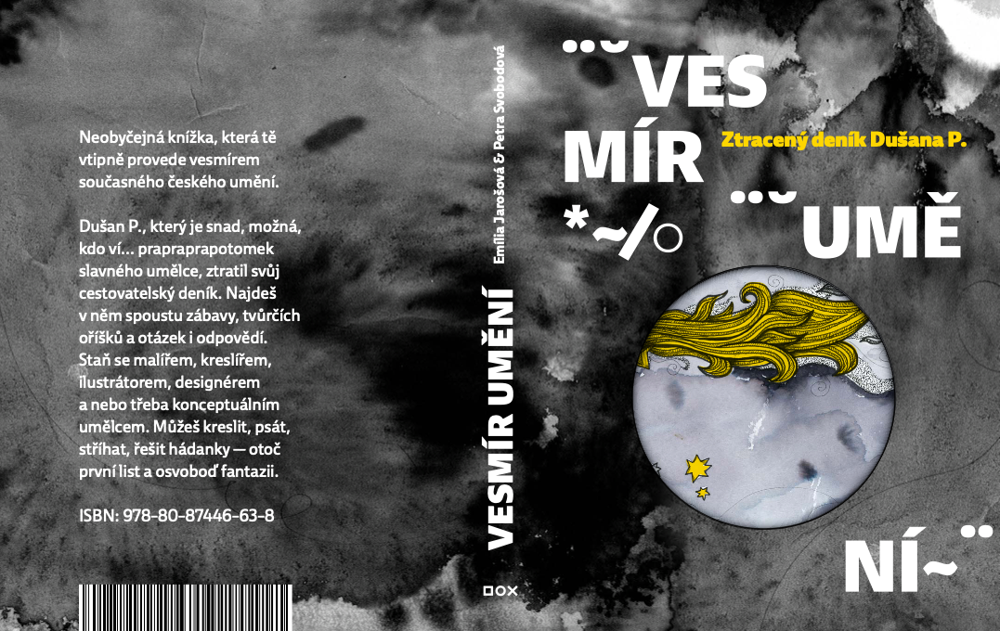 Neobyčejná knížka, která tě
vtipně provede vesmírem
současného českého umění.
Dušan P., který je snad, možná,
kdo ví... prapraprapotomek
slavného umělce, ztratil svůj
cestovatelský deník. Najdeš
v něm spoustu zábavy, tvůrčích
oříšků a otázek i odpovědí.
Staň se malířem, kreslířem,
ilustrátorem, designérem
a nebo třeba konceptuálním
umělcem. Můžeš kreslit, psát,
stříhat, řešit hádanky — otoč
první list a osvoboď fantazii.
ISBN: 978-80-87446-63-8
Emília Jarošová & Petra Svobodová
VESMÍR UMĚNÍ
DOX
¨˘VES
MÍR
Ztracený deník Dušana P.
*~/○
¨˘UMĚ
NÍ~¨